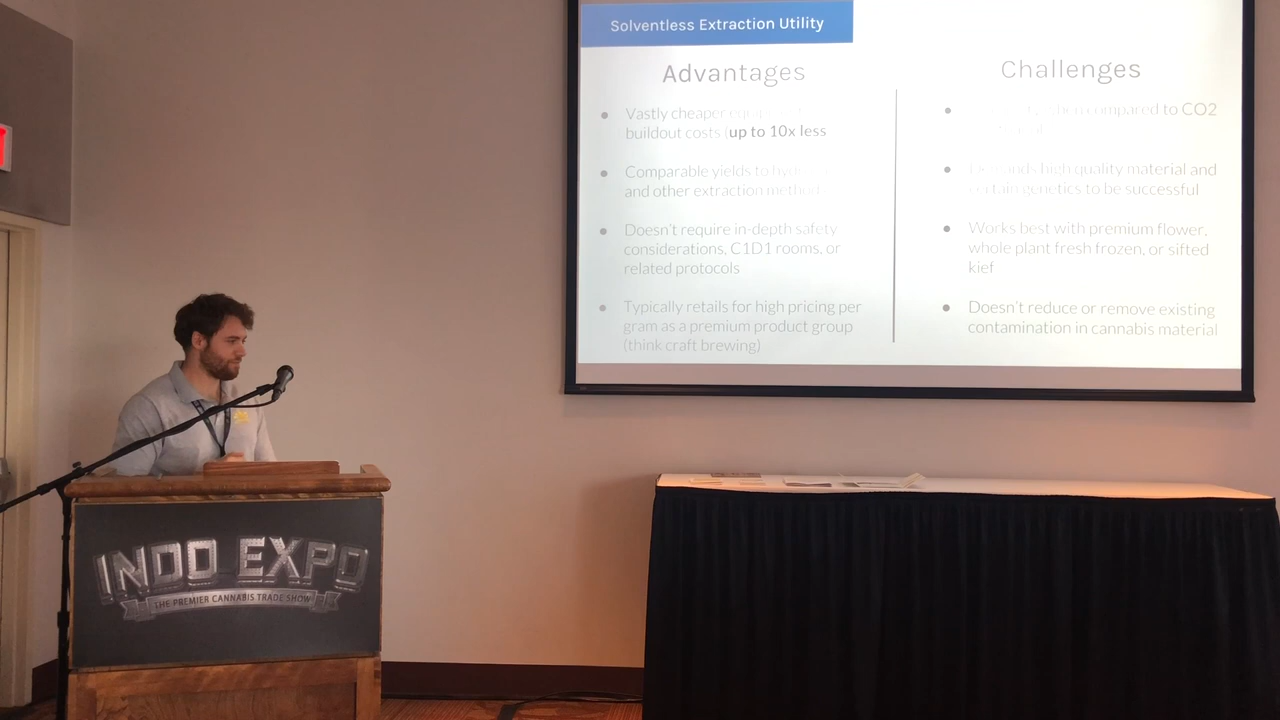 Solventless Extraction Utility
Advantages
Vastly cheaper
buildout costs (up to 10x less
Comparable yields to
and other extraction method
Doesn't require in-depth safety
considerations, C1D1 rooms, or
related protocols
Typically retails for high pricing per
gram as a premium product group
(think craft brewing)
Challenges
when compared to CO2
high quality material and
certain genetics to be successful
Works best with premium flower,
whole plant fresh frozen, or sifted
kief
Doesn't reduce or remove existing
contamination in cannabis material
INDO EXPO
THE PREMIER CANNABIS TRADE SHOW